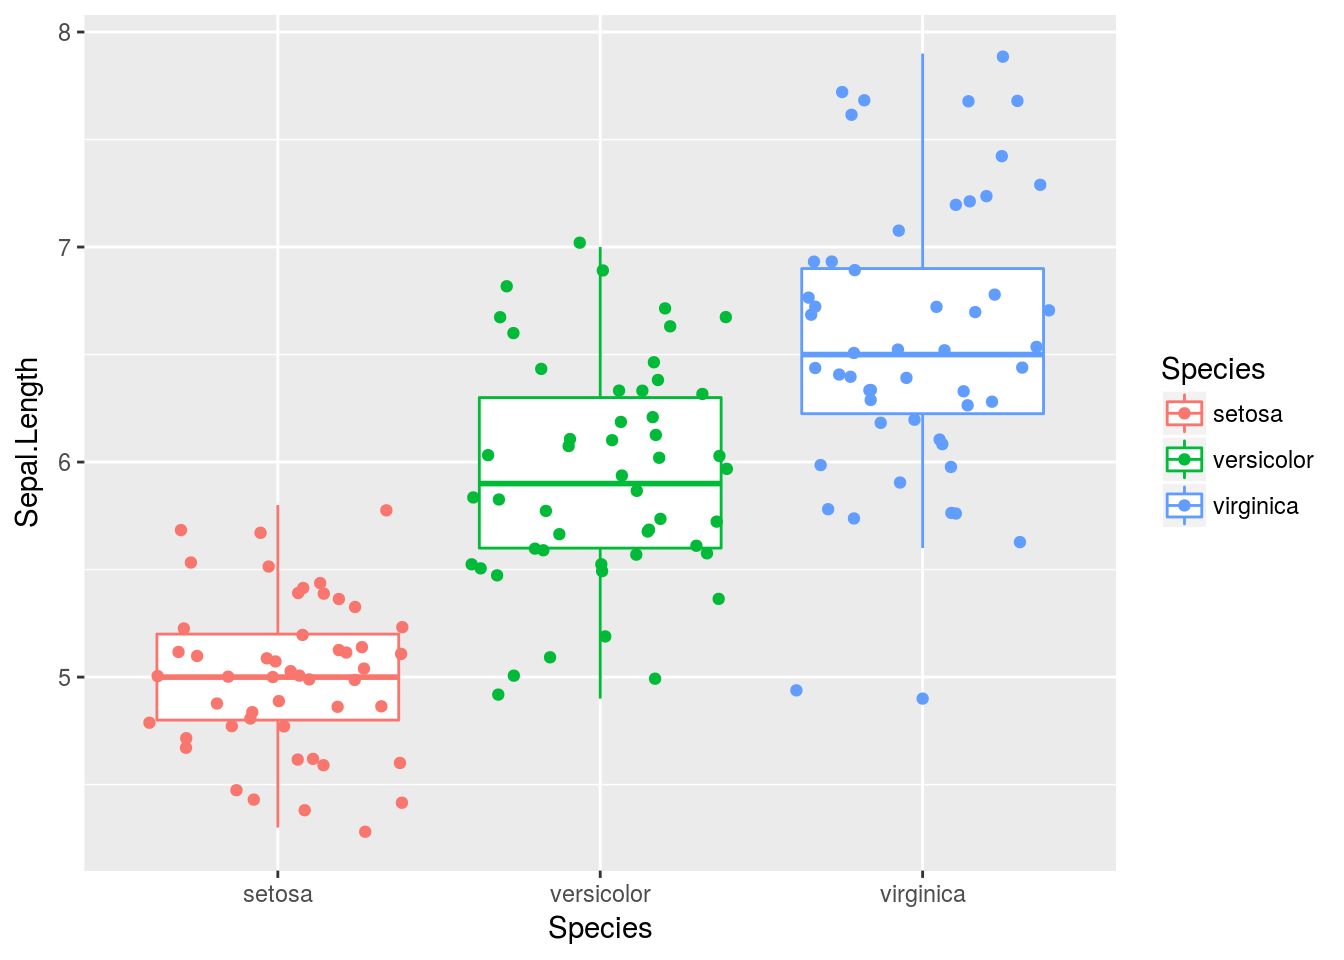 Sepal.Length
8
7
6
5
setosa
versicolor
virginica
Species
Species
setosa
versicolor
virginica